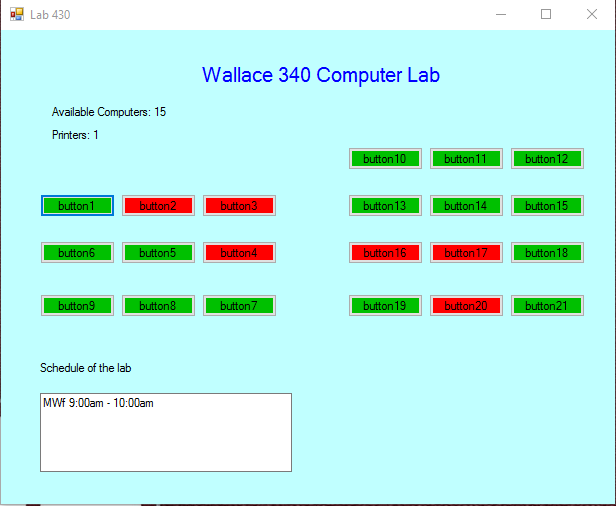 Lab 430
Wallace 340 Computer Lab
Available Computers: 15
Printers: 1
button10 button11 button12
button1 button2 button3 button13 button14 button15
button6 button5 button4 button16 button17 button18
button9 button8 button7 button19 button20 button21
Schedule of the lab
MWf 9:00am - 10:00am